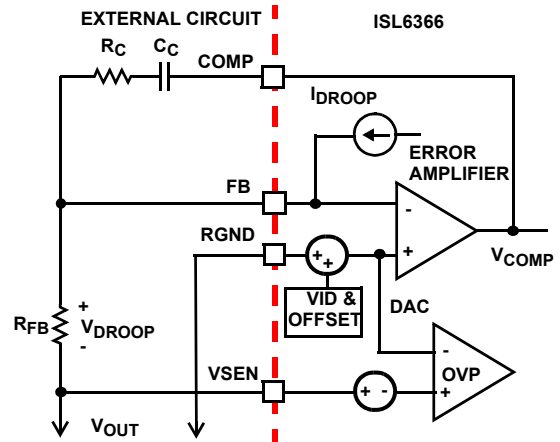 EXTERNAL CIRCUIT
ISL6366
RC
CC
COMP
IDROOP
ERROR
AMPLIFIER
FB
-
+
VCOMP
RGND
+
+
VID &
OFFSET
DAC
RFB
+
VDROOP
-
VSEN
+ -
-
OVP
+
VOUT